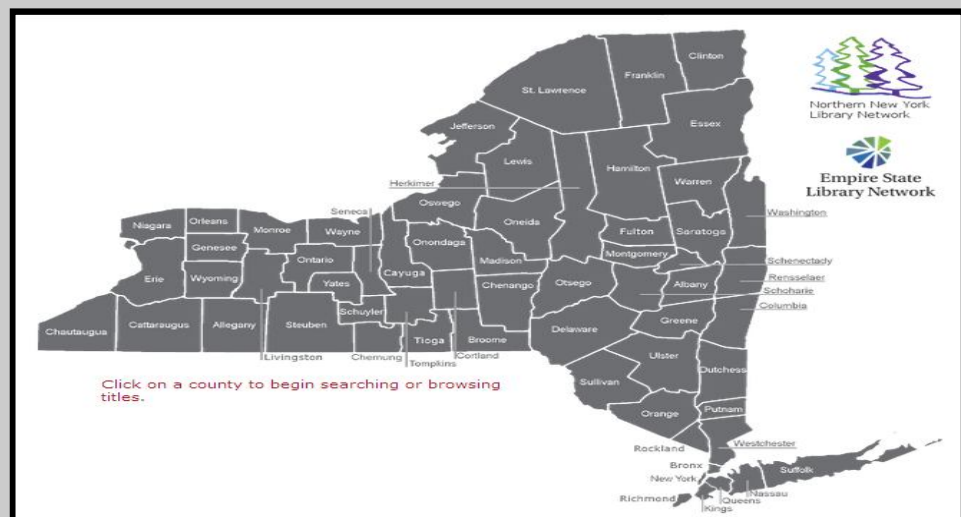 Clinton
Franklin
St. Lawrence
Essex
Jefferson
Lewis
Hamilton
Warren
Herkimer
Oswego
Oneida
Washington
Seneca
Niagara
Orleans
Monroe
Wayne
Fulton
Saratoga
Onondaga
Genesee
Ontario
Madison
Montgomery
Schenectady
Erie
Wyoming
Yates
Cayuga
Chenango
Otsego
Albany
Rensselaer
Schoharie
Columbia
Schuyler
Chautaugua
Cattaraugus
Allegany
Steuben
Tioga
Broome
Delaware
Greene
Livingston
Chemung
Tompkins
Cortland
Ulster
Dutchess
Sullivan
Orange
Putnam
Rockland
Westchester
Bronx
New York
Suffolk
Richmond
Kings
Queens
Nassau
Northern New York
Library Network
Empire State
Library Network
Click on a county to begin searching or browsing
titles.